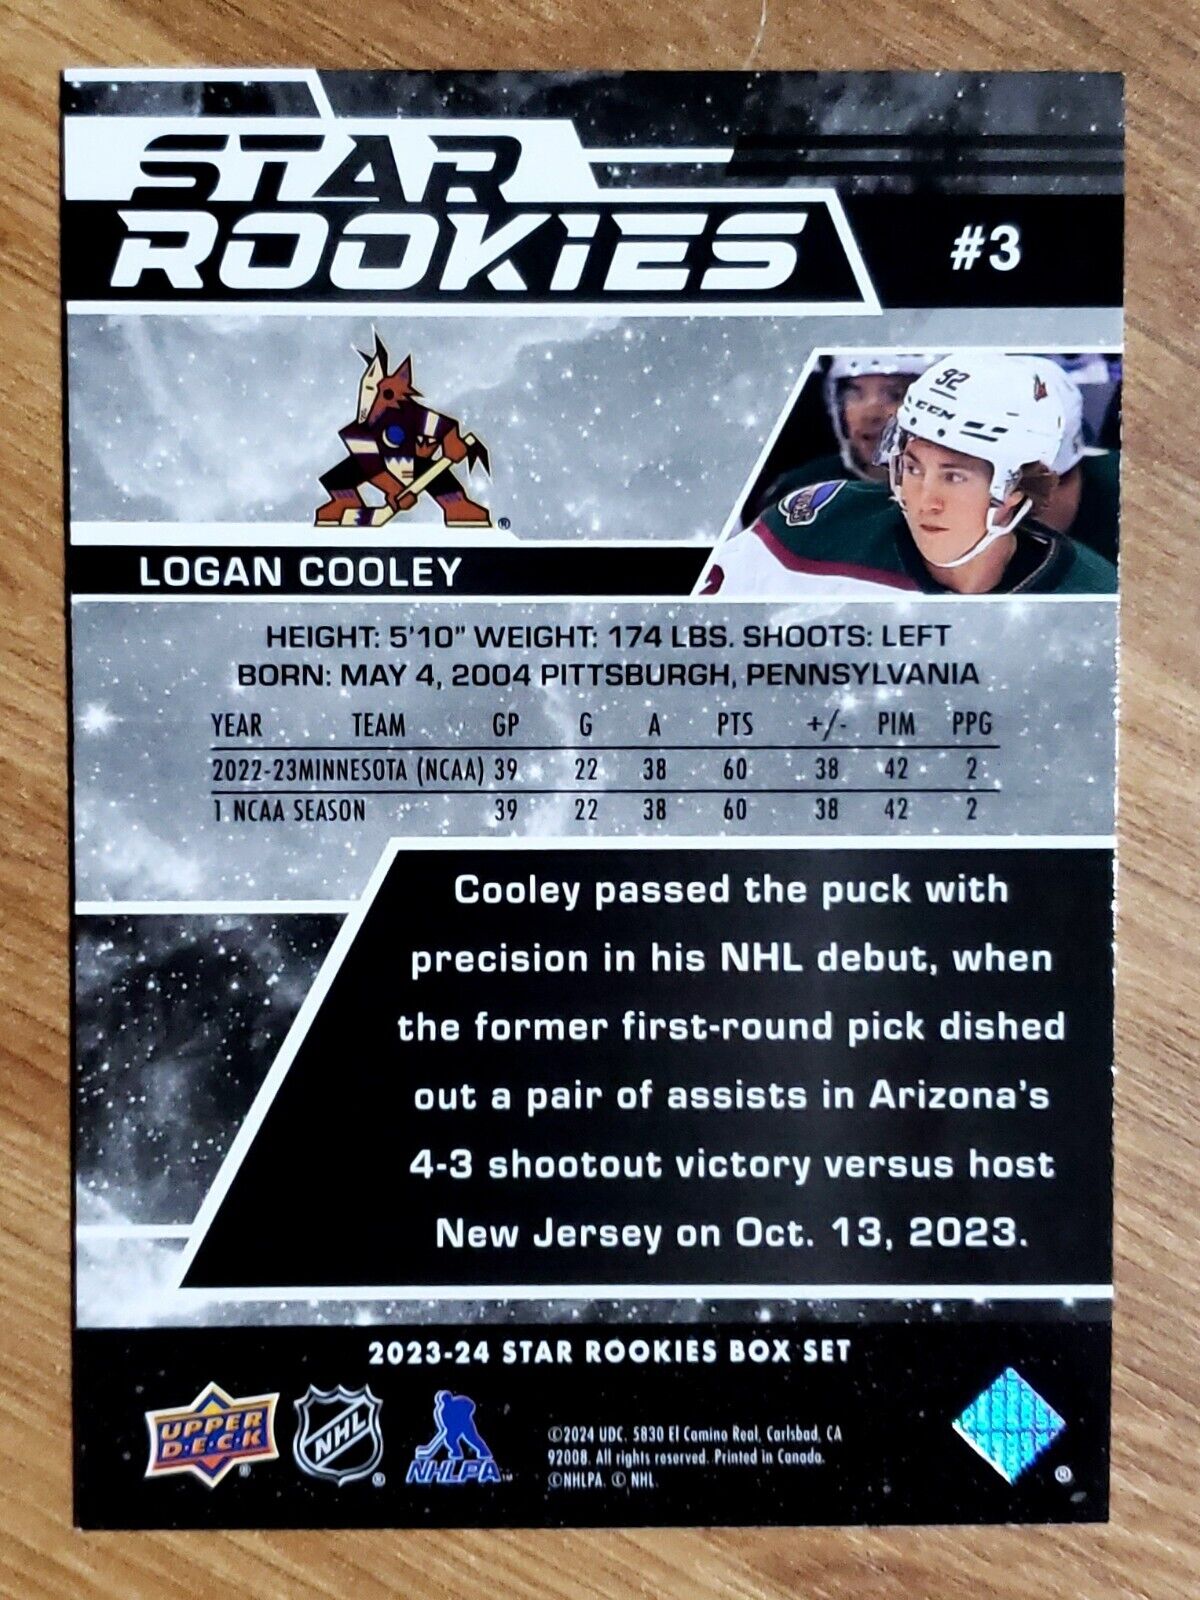 STAR
ROOKIES
#3
92
CCM
LOGAN COOLEY
HEIGHT: 5'10" WEIGHT: 174 LBS. SHOOTS: LEFT
BORN: MAY 4, 2004 PITTSBURGH, PENNSYLVANIA
YEAR TEAM GP G A PTS +/- PIM PPG
2022-23 MINNESOTA (NCAA) 39 22 38 60 38 42 2
1 NCAA SEASON 39 22 38 60 38 42 2
Cooley passed the puck with
precision in his NHL debut, when
the former first-round pick dished
out a pair of assists in Arizona's
4-3 shootout victory versus host
New Jersey on Oct. 13, 2023.
2023-24 STAR ROOKIES BOX SET
UPPER
D·E·C·K
®
NHL
®
NHLPA™
©2024 UDC. 5830 El Camino Real, Carlsbad, CA
92008. All rights reserved. Printed in Canada.
©NHLPA. © NHL.
®